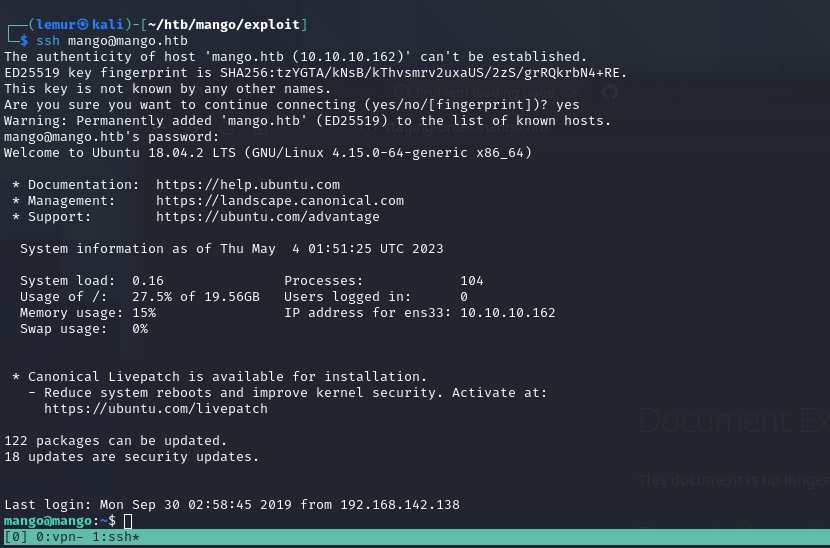 ┌──(lemur㉿kali)-[~/htb/mango/exploit]
└─$ ssh mango@mango.htb
The authenticity of host 'mango.htb (10.10.10.162)' can't be established.
ED25519 key fingerprint is SHA256:tzYGTA/kNsB/kThvsmrv2uxaUS/2zS/grRQkrbN4+RE.
This key is not known by any other names.
Are you sure you want to continue connecting (yes/no/[fingerprint])? yes
Warning: Permanently added 'mango.htb' (ED25519) to the list of known hosts.
mango@mango.htb's password:
Welcome to Ubuntu 18.04.2 LTS (GNU/Linux 4.15.0-64-generic x86_64)

 * Documentation:  https://help.ubuntu.com
 * Management:     https://landscape.canonical.com
 * Support:        https://ubuntu.com/advantage

  System information as of Thu May  4 01:51:25 UTC 2023

  System load:  0.16               Processes:             104
  Usage of /:   27.5% of 19.56GB   Users logged in:       0
  Memory usage: 15%                IP address for ens33: 10.10.10.162
  Swap usage:   0%

 * Canonical Livepatch is available for installation.
   - Reduce system reboots and improve kernel security. Activate at:
     https://ubuntu.com/livepatch

122 packages can be updated.
18 updates are security updates.

Last login: Mon Sep 30 02:58:45 2019 from 192.168.142.138
mango@mango:~$
[0] 0:vpn- 1:ssh*
Problem loading page
Document Ex
This document is no longer